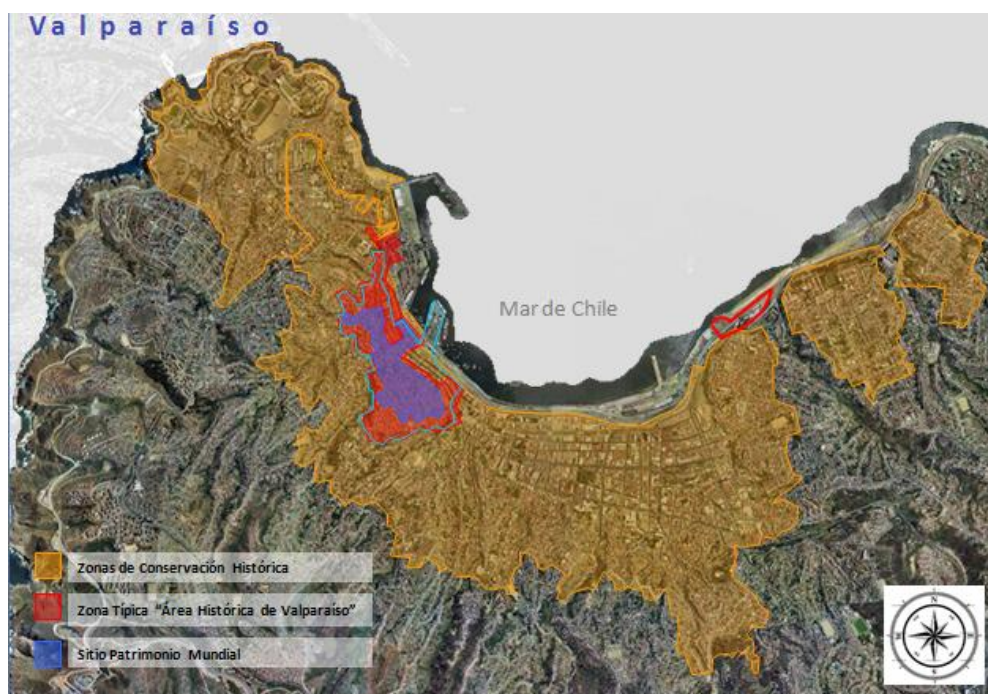 Valparaíso
Mar de Chile
Zonas de Conservación Histórica
Zona Típica "Área Histórica de Valparaíso"
Sitio Patrimonio Mundial
N